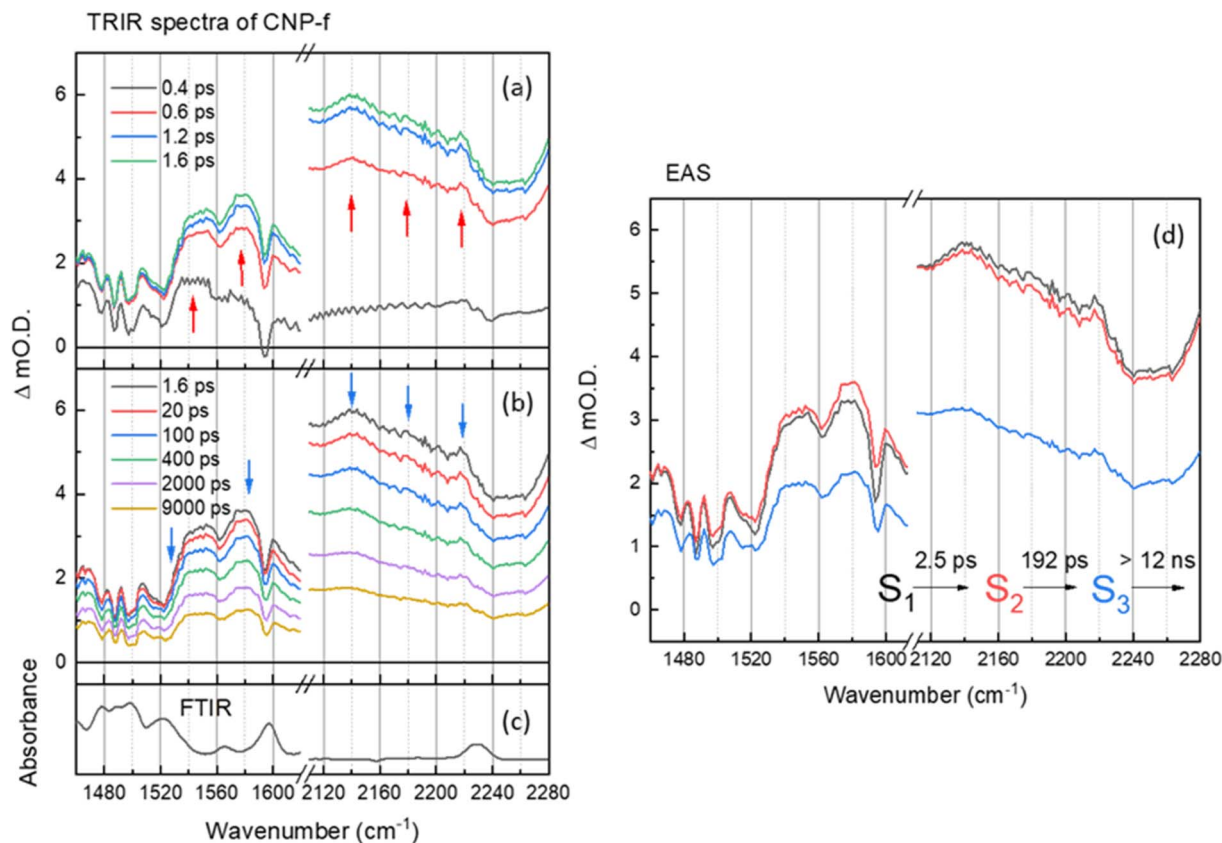 TRIR spectra of CNP-f
(a)
0.4 ps
0.6 ps
1.2 ps
1.6 ps
6
4
2
0
Δ mO.D.
(b)
1.6 ps
20 ps
100 ps
400 ps
2000 ps
9000 ps
6
4
2
0
Absorbance
FTIR
(c)
1480 1520 1560 1600 2120 2160 2200 2240 2280
Wavenumber (cm⁻¹)
EAS
(d)
6
5
4
3
2
1
0
Δ mO.D.
S₁ 2.5 ps S₂ 192 ps S₃ > 12 ns
1480 1520 1560 1600 2120 2160 2200 2240 2280
Wavenumber (cm⁻¹)